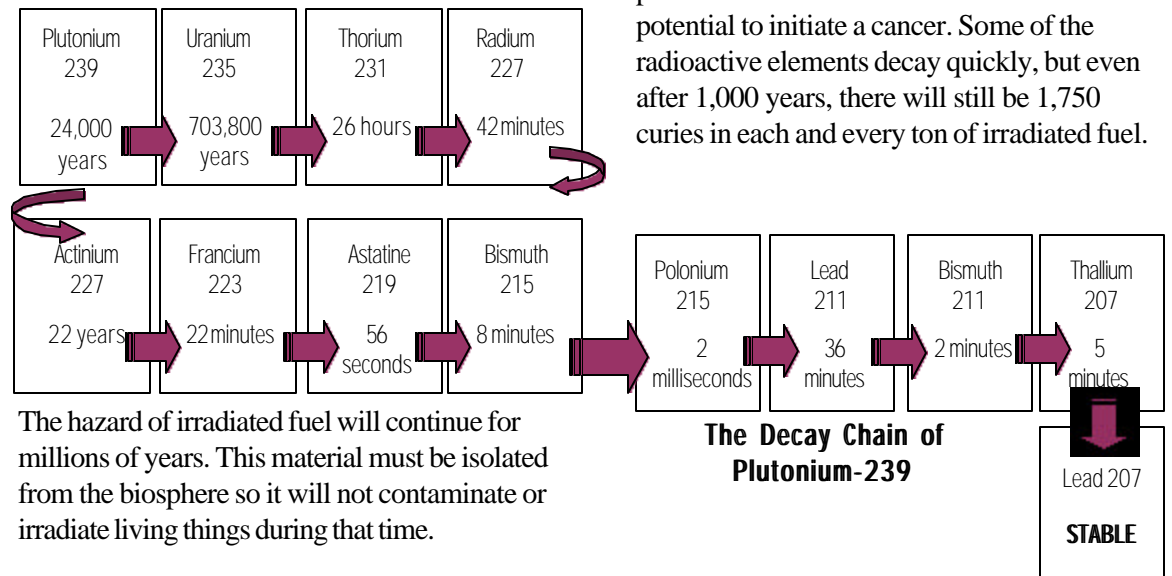 potential to initiate a cancer. Some of the
radioactive elements decay quickly, but even
after 1,000 years, there will still be 1,750
curies in each and every ton of irradiated fuel.
Plutonium
239
24,000
years
Uranium
235
703,800
years
Thorium
231
26 hours
Radium
227
42 minutes
Actinium
227
22 years
Francium
223
22 minutes
Astatine
219
56
seconds
Bismuth
215
8 minutes
Polonium
215
2
milliseconds
Lead
211
36
minutes
Bismuth
211
2 minutes
Thallium
207
5
minutes
Lead 207
STABLE
The Decay Chain of
Plutonium-239
The hazard of irradiated fuel will continue for
millions of years. This material must be isolated
from the biosphere so it will not contaminate or
irradiate living things during that time.